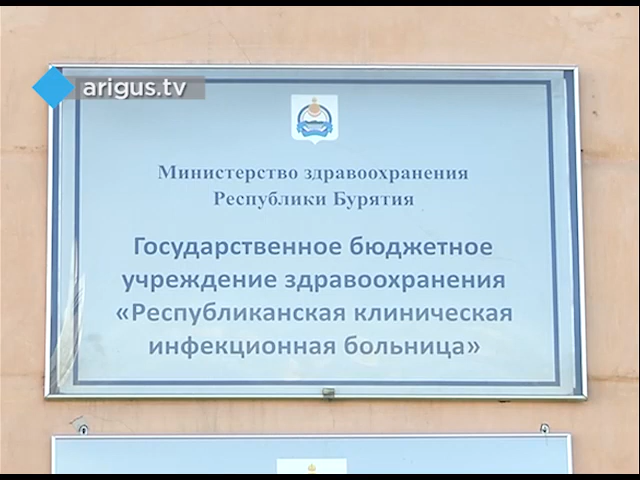 arigus.tv
Министерство здравоохранения
Республики Бурятия
Государственное бюджетное
учреждение здравоохранения
«Республиканская клиническая
инфекционная больница»